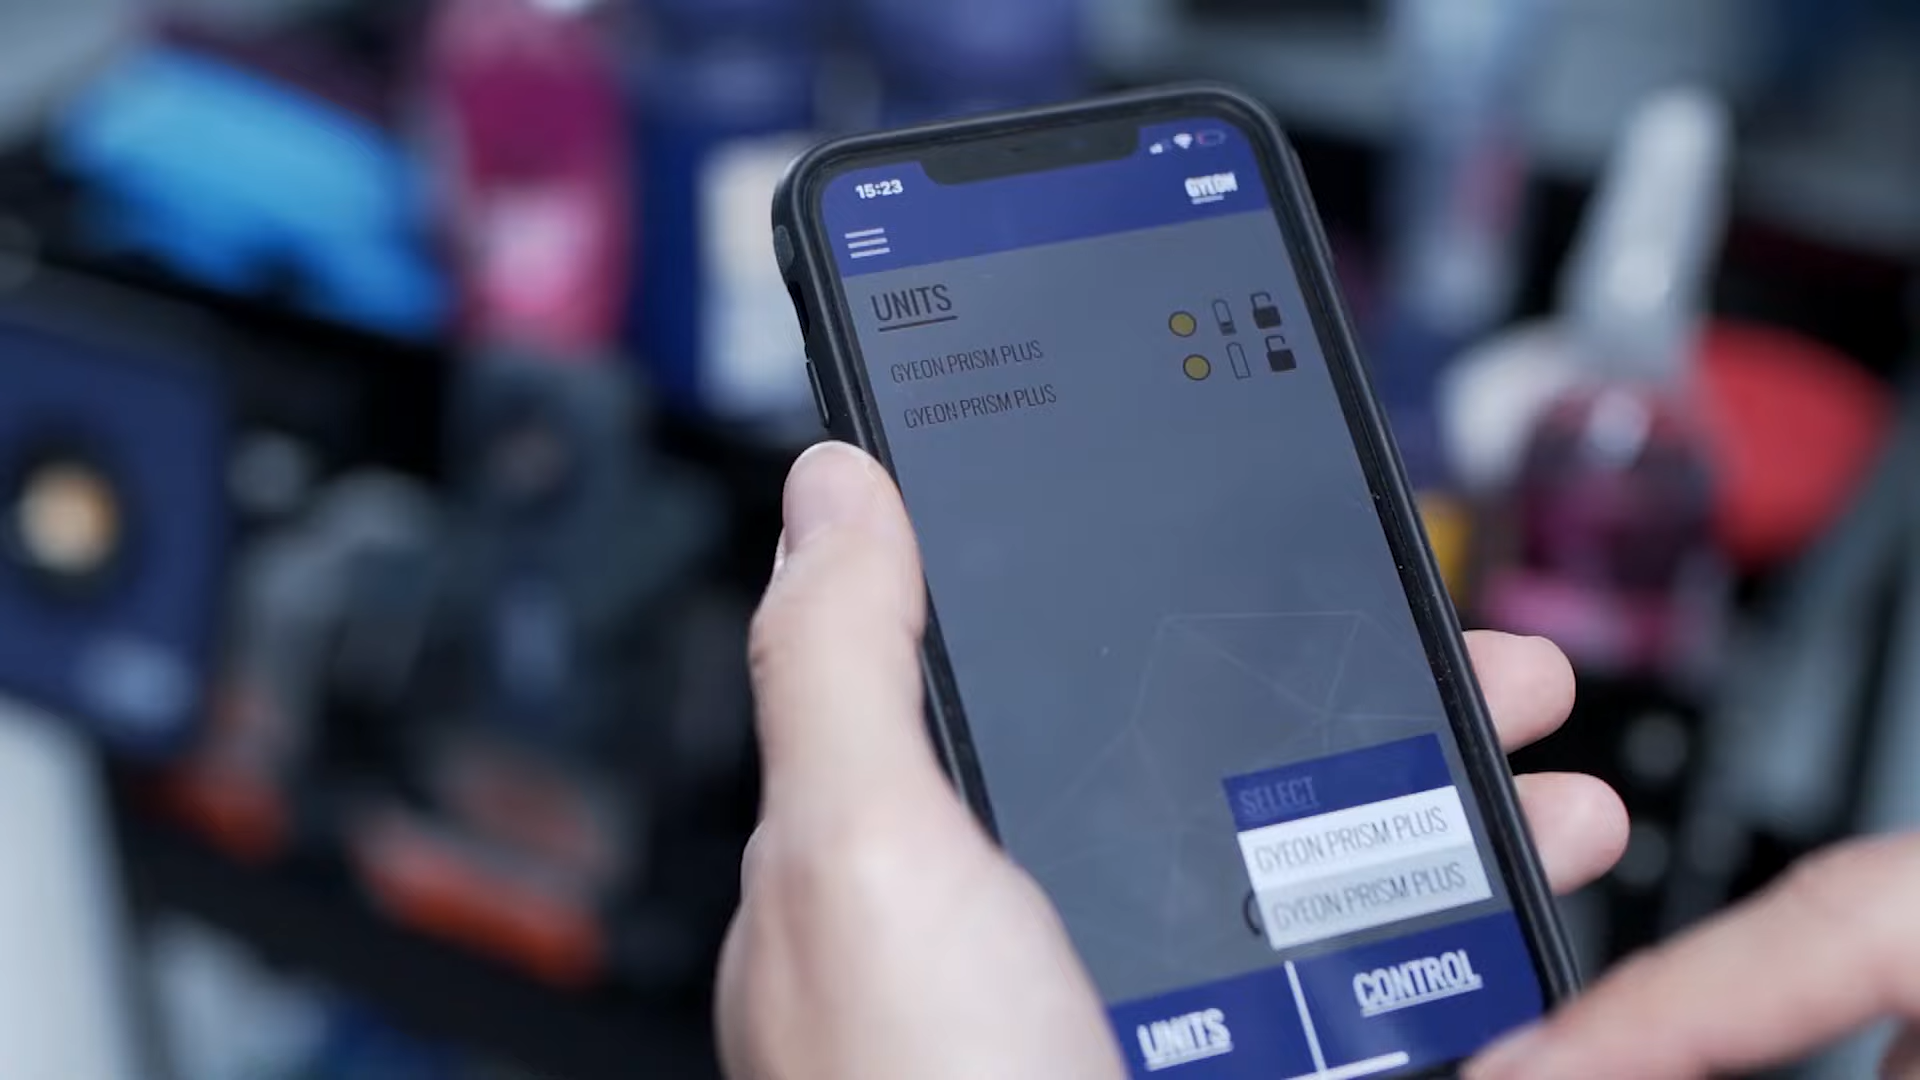 15:23
GYEON
UNITS
GYEON PRISM PLUS
GYEON PRISM PLUS
SELECT
GYEON PRISM PLUS
GYEON PRISM PLUS
UNITS
CONTROL